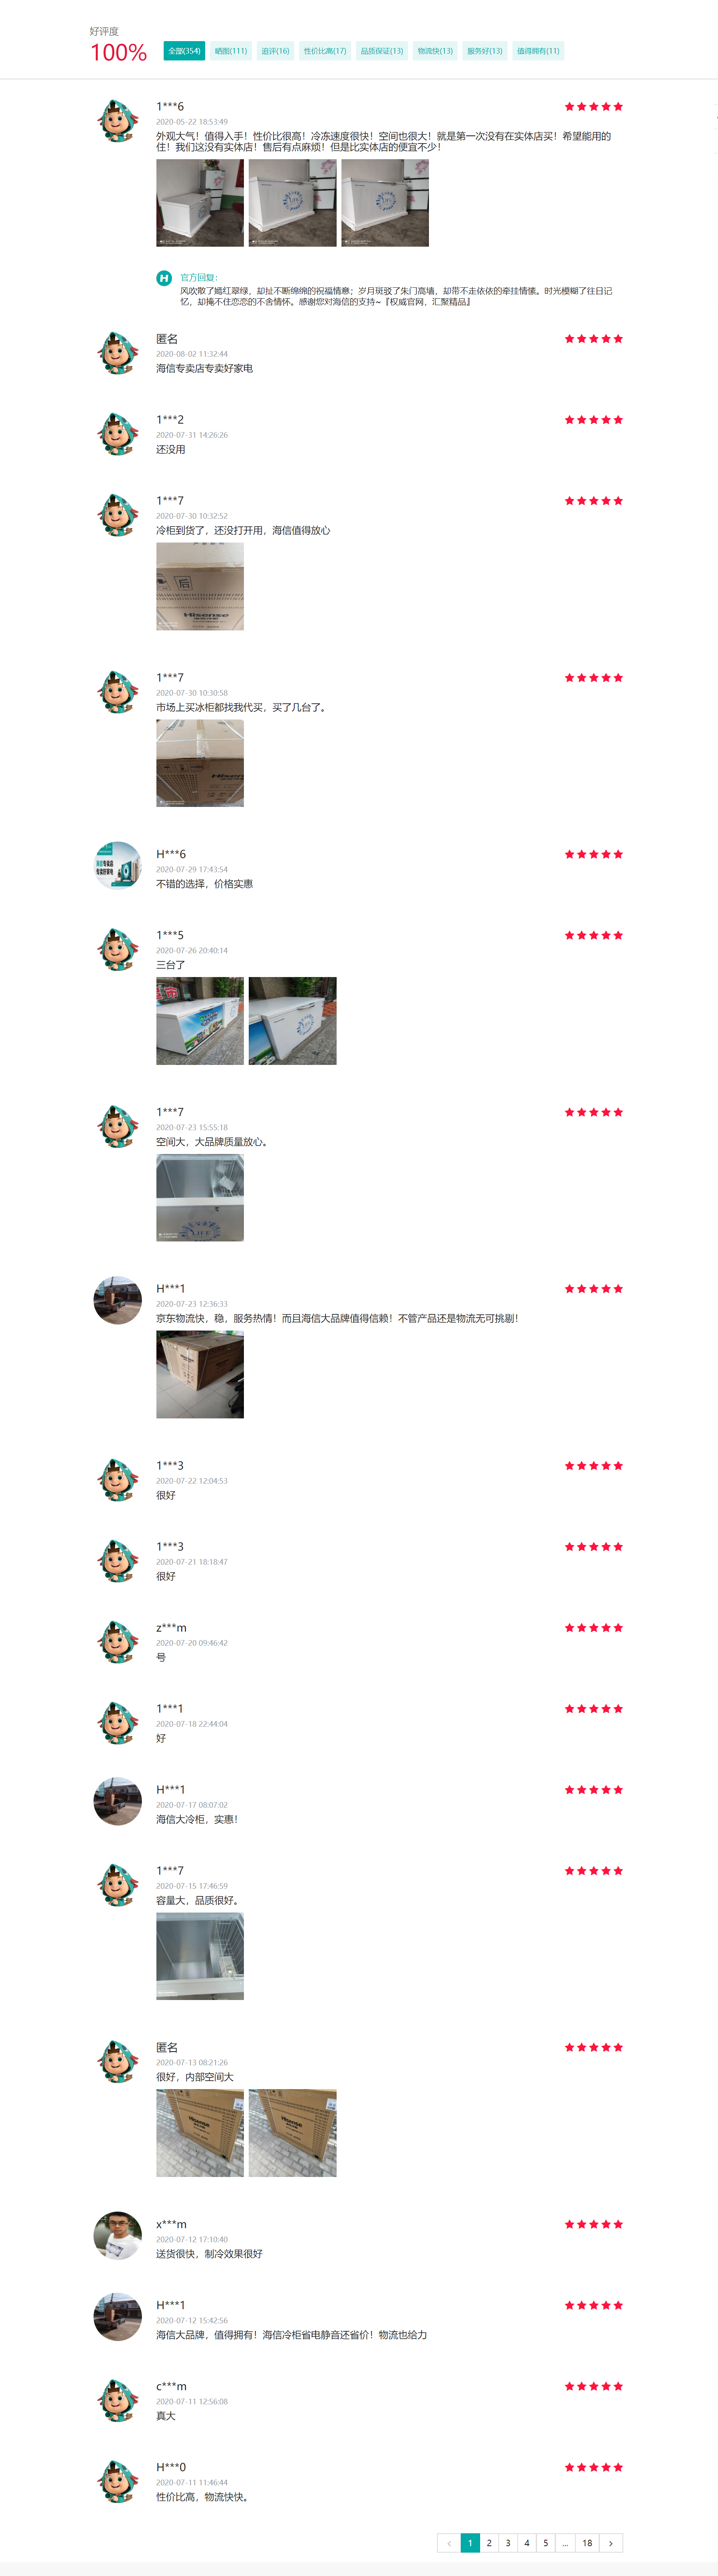 好评度
100%
全部(354) 晒图(111) 追评(16) 性价比高(17) 品质保证(13) 物流快(13) 服务好(13) 值得拥有(11)
1***6
2020-05-22 18:53:49
外观大气！值得入手！性价比很高！冷冻速度很快！空间也很大！就是第一次没有在实体店买！希望能用的
住！我们这没有实体店！售后有点麻烦！但是比实体店的便宜不少！
LIFE
LIFE
官方回复：
风吹散了嫣红翠绿，却扯不断绵绵的祝福情意；岁月斑驳了朱门高墙，却带不走依依的牵挂情愫。时光模糊了往日记
忆，却掩不住恋恋的不舍情怀。感谢您对海信的支持~『权威官网，汇聚精品』
匿名
2020-08-02 11:32:44
海信专卖店专卖好家电
1***2
2020-07-31 14:26:26
还没用
1***7
2020-07-30 10:32:52
冷柜到货了，还没打开用，海信值得放心
后
Hisense
1***7
2020-07-30 10:30:58
市场上买冰柜都找我代买，买了几台了。
Hisense
H***6
2020-07-29 17:43:54
不错的选择，价格实惠
海信专卖店
专卖好家电
1***5
2020-07-26 20:40:14
三台了
1***7
2020-07-23 15:55:18
空间大，大品牌质量放心。
LIFE
H***1
2020-07-23 12:36:33
京东物流快，稳，服务热情！而且海信大品牌值得信赖！不管产品还是物流无可挑剔！
1***3
2020-07-22 12:04:53
很好
1***3
2020-07-21 18:18:47
很好
z***m
2020-07-20 09:46:42
号
1***1
2020-07-18 22:44:04
好
H***1
2020-07-17 08:07:02
海信大冷柜，实惠！
1***7
2020-07-15 17:46:59
容量大，品质很好。
匿名
2020-07-13 08:21:26
很好，内部空间大
Hisense
Hisense
x***m
2020-07-12 17:10:40
送货很快，制冷效果很好
H***1
2020-07-12 15:42:56
海信大品牌，值得拥有！海信冷柜省电静音还省价！物流也给力
c***m
2020-07-11 12:56:08
真大
H***0
2020-07-11 11:46:44
性价比高，物流快快。
< 1 2 3 4 5 ... 18 >